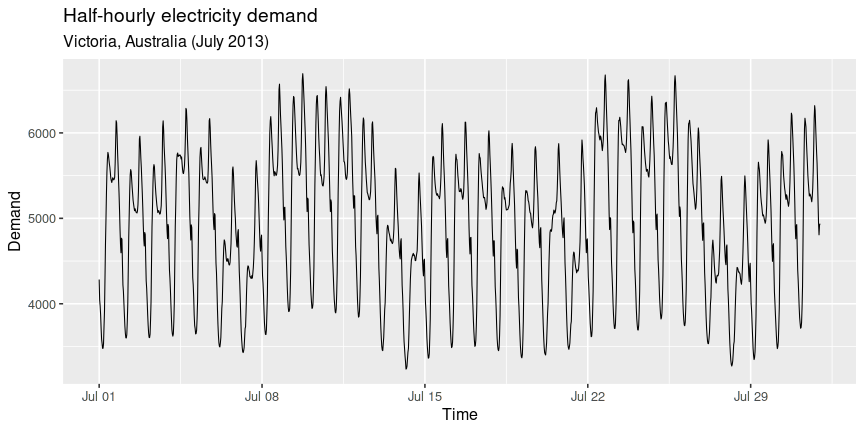 Half-hourly electricity demand
Victoria, Australia (July 2013)
Demand
6000
5000
4000
Jul 01 Jul 08 Jul 15 Jul 22 Jul 29
Time